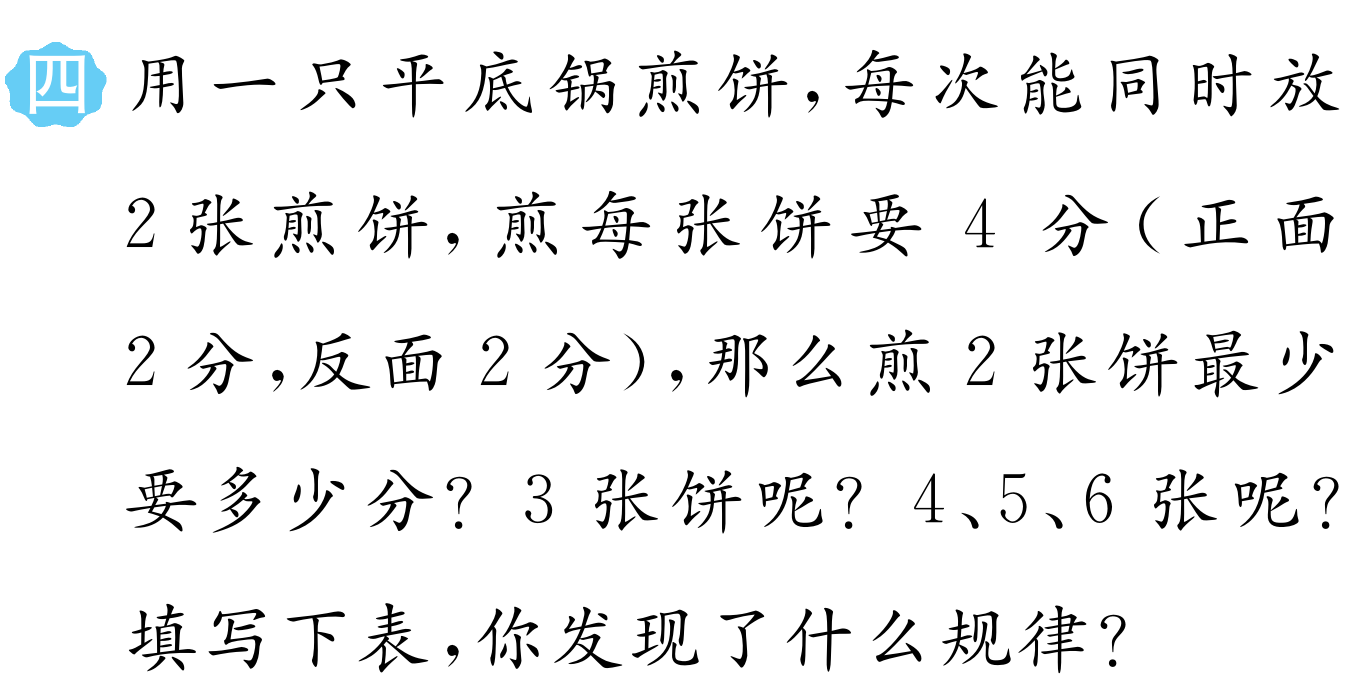 四 用一只平底锅煎饼,每次能同时放
2张煎饼,煎每张饼要 4 分(正面
2分,反面 2 分),那么煎 2 张饼最少
要多少分? 3 张饼呢? 4、5、6 张呢?
填写下表,你发现了什么规律?